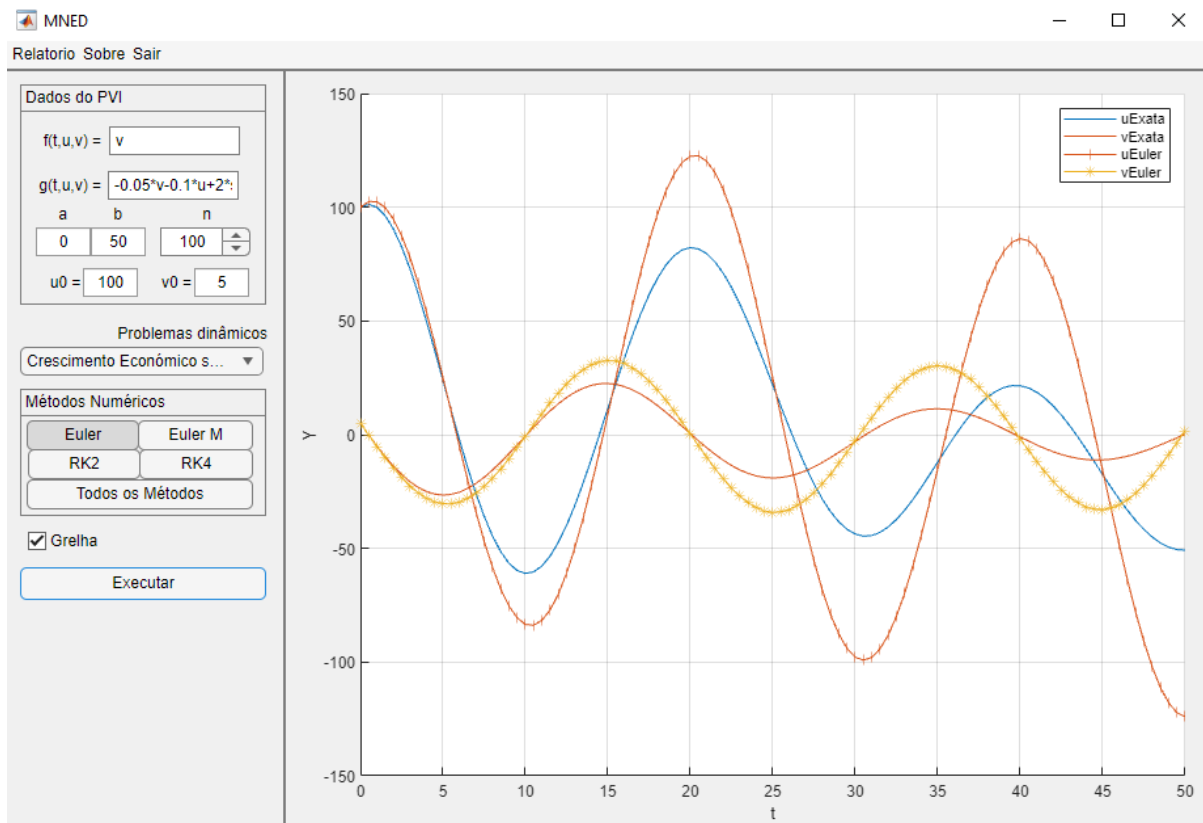 MNED
Relatorio Sobre Sair
Dados do PVI
f(t,u,v) = v
g(t,u,v) = -0.05*v-0.1*u+2*
a b n
0 50 100
u0 = 100 v0 = 5
Problemas dinâmicos
Crescimento Económico s...
Métodos Numéricos
Euler Euler M
RK2 RK4
Todos os Métodos
Grelha
Executar
uExata
vExata
uEuler
vEuler
150
100
50
0
-50
-100
-150
Y
0 5 10 15 20 25 30 35 40 45 50
t